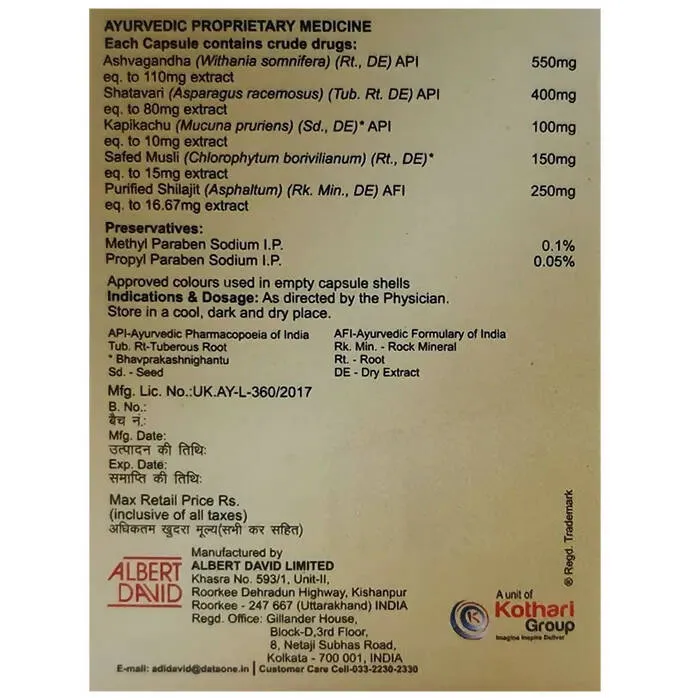 AYURVEDIC PROPRIETARY MEDICINE
Each Capsule contains crude drugs:
Ashvagandha (Withania somnifera) (Rt., DE) API 550mg
eq. to 110mg extract
Shatavari (Asparagus racemosus) (Tub. Rt. DE) API 400mg
eq. to 80mg extract
Kapikachu (Mucuna pruriens) (Sd., DE)* API 100mg
eq. to 10mg extract
Safed Musli (Chlorophytum borivilianum) (Rt., DE)* 150mg
eq. to 15mg extract
Purified Shilajit (Asphaltum) (Rk. Min., DE) AFI 250mg
eq. to 16.67mg extract
Preservatives:
Methyl Paraben Sodium I.P. 0.1%
Propyl Paraben Sodium I.P. 0.05%
Approved colours used in empty capsule shells
Indications & Dosage: As directed by the Physician.
Store in a cool, dark and dry place.
API-Ayurvedic Pharmacopoeia of India AFI-Ayurvedic Formulary of India
Tub. Rt-Tuberous Root Rk. Min. - Rock Mineral
* Bhavprakashnighantu Rt. - Root
Sd. - Seed DE - Dry Extract
Mfg. Lic. No.:UK.AY-L-360/2017
B. No.:
बैच नं.:
Mfg. Date:
उत्पादन की तिथि:
Exp. Date:
समाप्ति की तिथि:
Max Retail Price Rs.
(inclusive of all taxes)
अधिकतम खुदरा मूल्य(सभी कर सहित)
® Regd. Trademark
ALBERT
DAVID
Manufactured by
ALBERT DAVID LIMITED
Khasra No. 593/1, Unit-II,
Roorkee Dehradun Highway, Kishanpur
Roorkee - 247 667 (Uttarakhand) INDIA
Regd. Office: Gillander House,
Block-D,3rd Floor,
8, Netaji Subhas Road,
Kolkata - 700 001, INDIA
A unit of
K
Kothari
Group
Imagine Inspire Deliver
E-mail: adidavid@dataone.in | Customer Care Cell-033-2230-2330